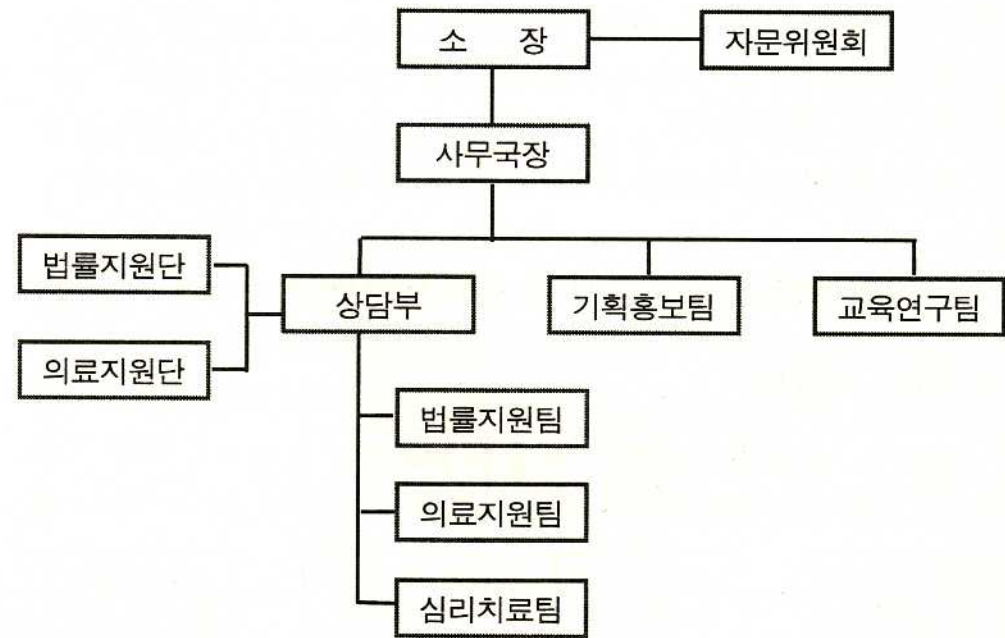 소 장
자문위원회
사무국장
법률지원단
상담부
기획홍보팀
교육연구팀
의료지원단
법률지원팀
의료지원팀
심리치료팀